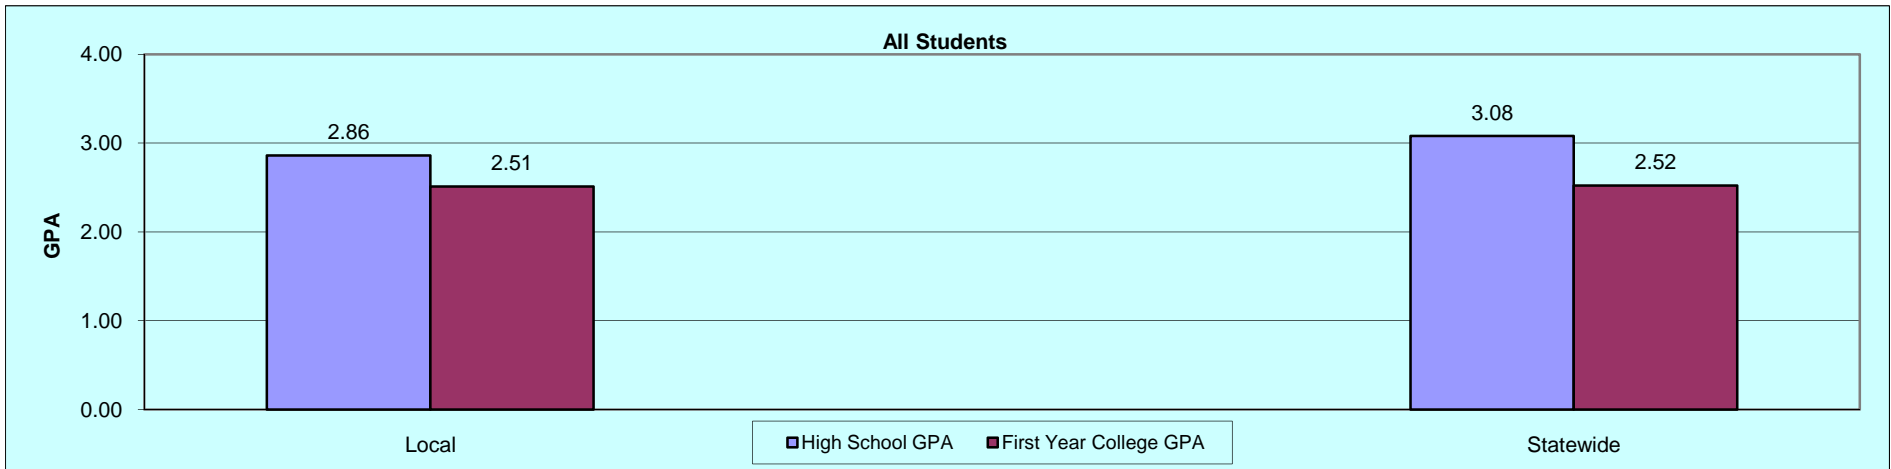 All Students
4.00
3.00
2.00
1.00
0.00
GPA
2.86
2.51
3.08
2.52
Local
Statewide
High School GPA
First Year College GPA